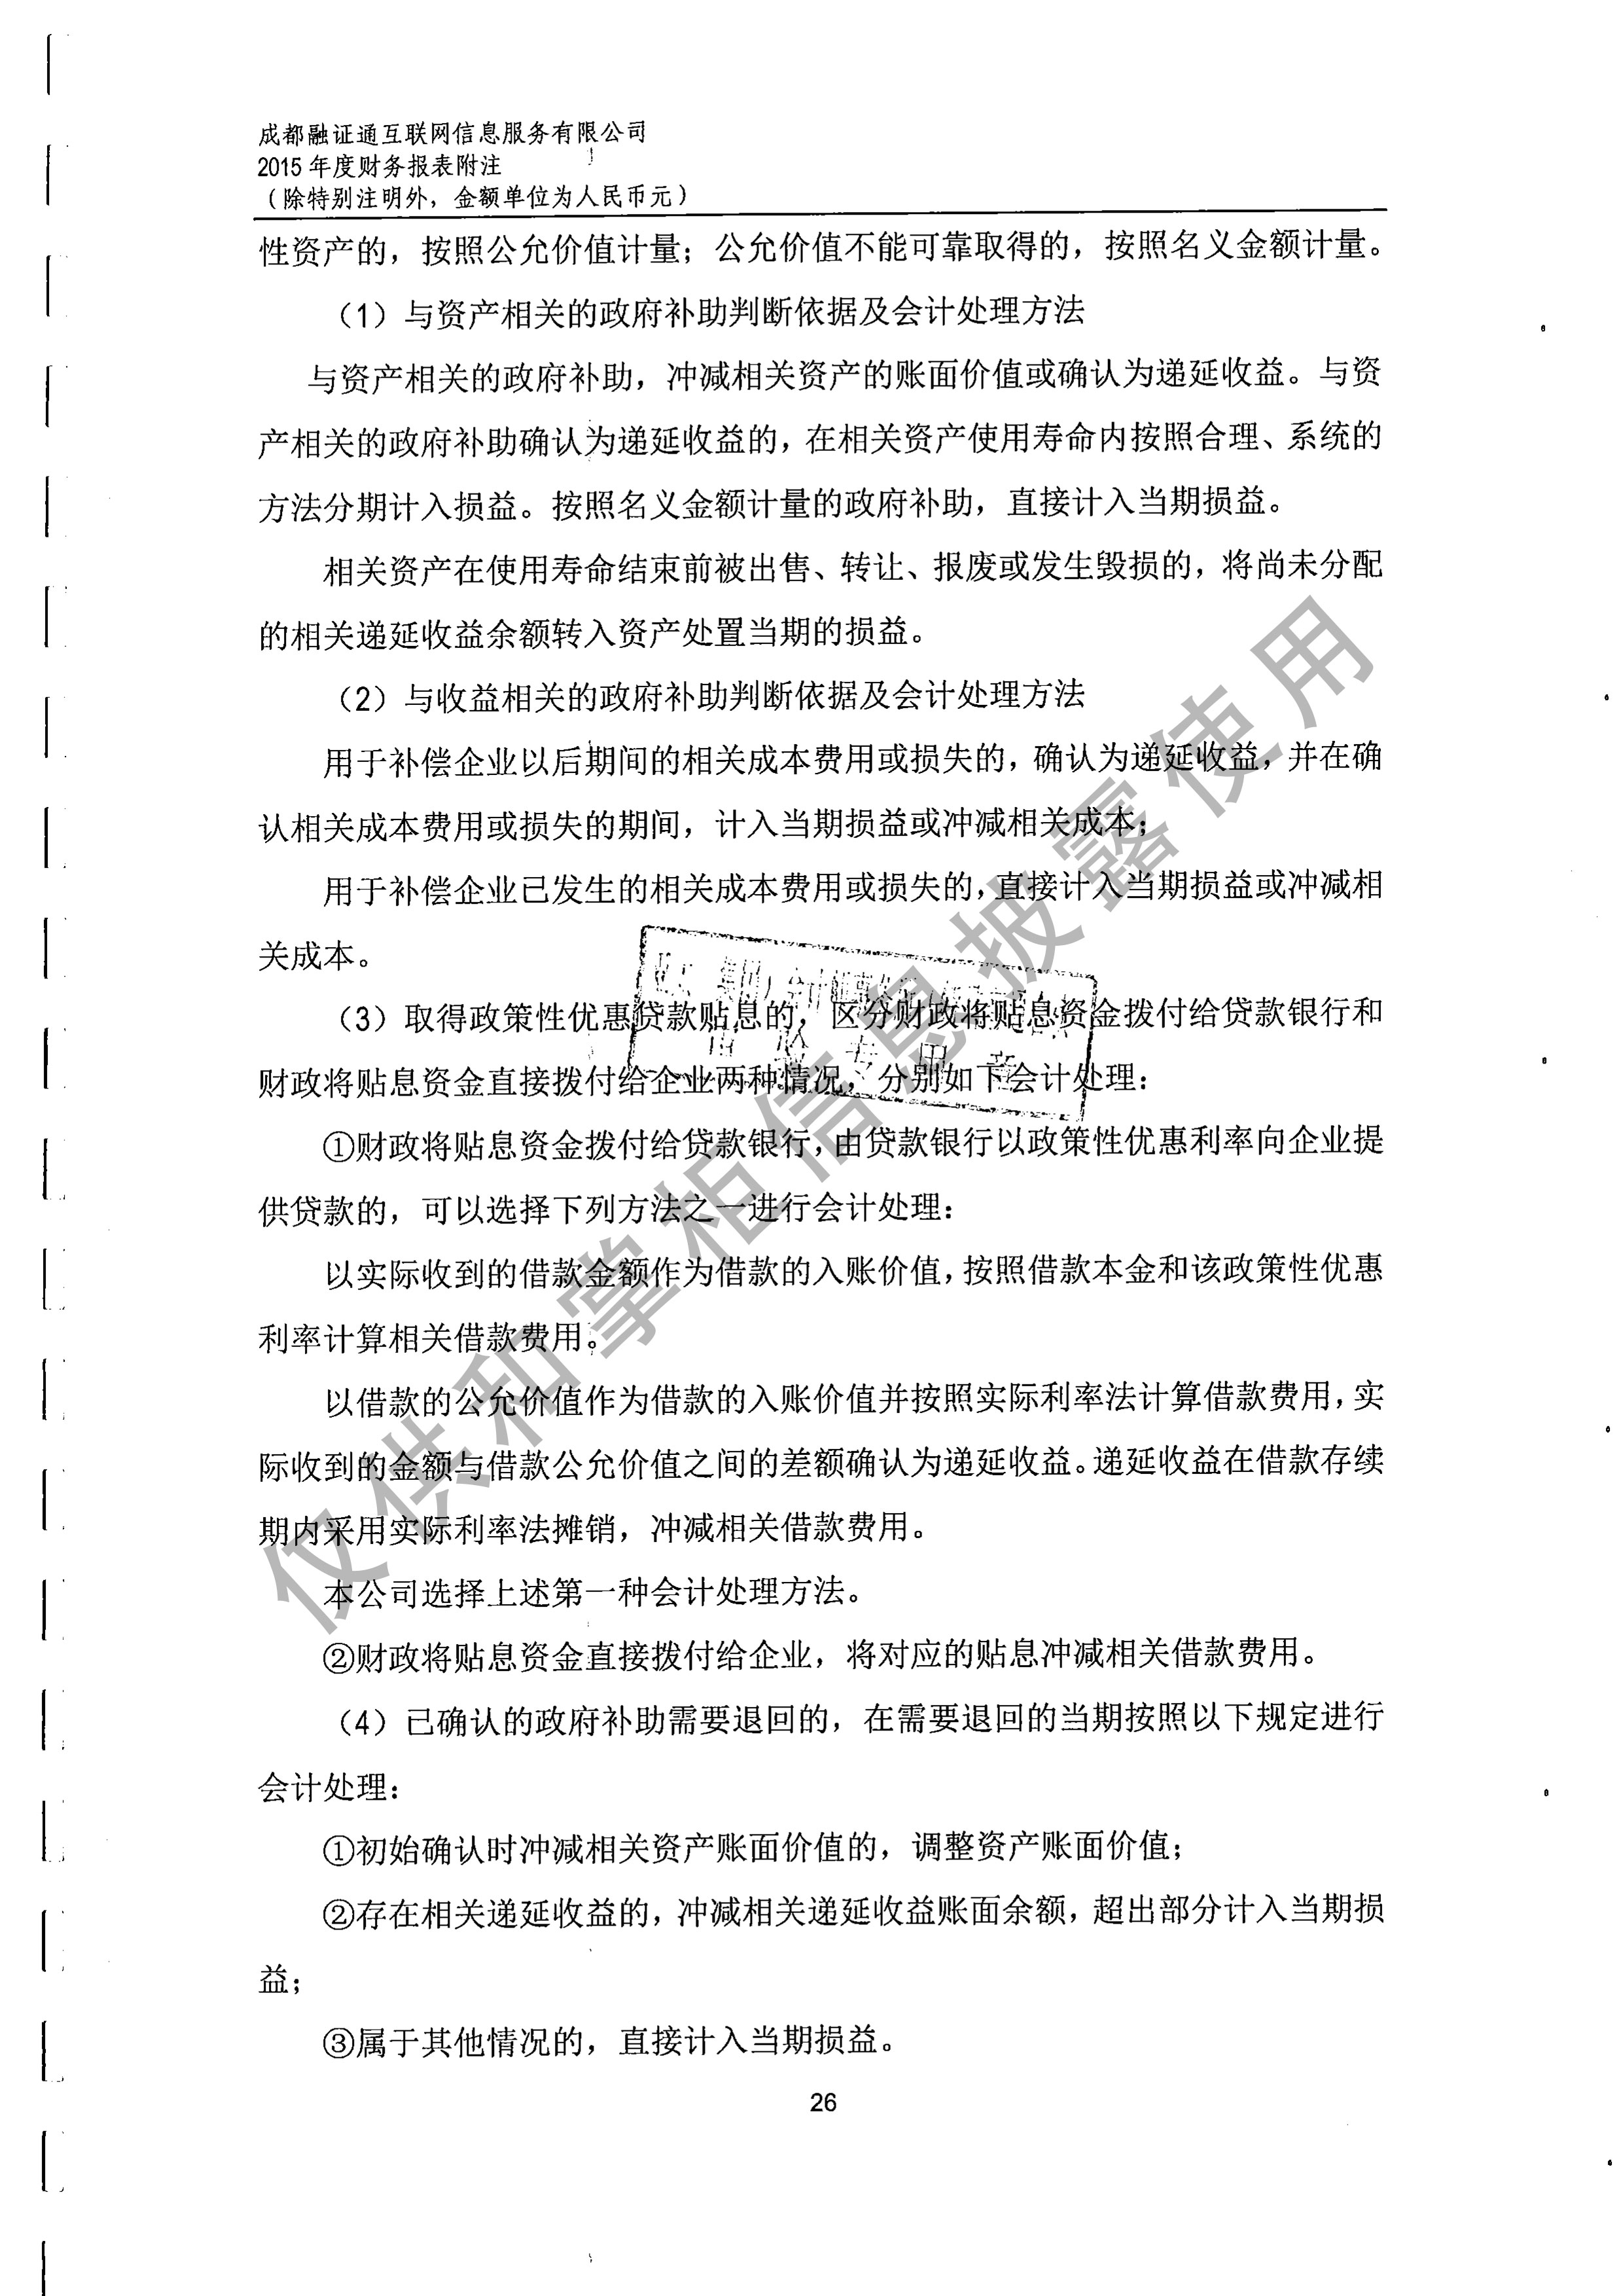 成都融证通互联网信息服务有限公司
2015 年度财务报表附注
（除特别注明外，金额单位为人民币元）
性资产的，按照公允价值计量；公允价值不能可靠取得的，按照名义金额计量。
（1）与资产相关的政府补助判断依据及会计处理方法
与资产相关的政府补助，冲减相关资产的账面价值或确认为递延收益。与资
产相关的政府补助确认为递延收益的，在相关资产使用寿命内按照合理、系统的
方法分期计入损益。按照名义金额计量的政府补助，直接计入当期损益。
相关资产在使用寿命结束前被出售、转让、报废或发生毁损的，将尚未分配
的相关递延收益余额转入资产处置当期的损益。
（2）与收益相关的政府补助判断依据及会计处理方法
用于补偿企业以后期间的相关成本费用或损失的，确认为递延收益，并在确
认相关成本费用或损失的期间，计入当期损益或冲减相关成本；
用于补偿企业已发生的相关成本费用或损失的，直接计入当期损益或冲减相
关成本。
（3）取得政策性优惠贷款贴息的，区分财政将贴息资金拨付给贷款银行和
财政将贴息资金直接拨付给企业两种情况，分别如下会计处理：
①财政将贴息资金拨付给贷款银行，由贷款银行以政策性优惠利率向企业提
供贷款的，可以选择下列方法之一进行会计处理：
以实际收到的借款金额作为借款的入账价值，按照借款本金和该政策性优惠
利率计算相关借款费用。
以借款的公允价值作为借款的入账价值并按照实际利率法计算借款费用，实
际收到的金额与借款公允价值之间的差额确认为递延收益。递延收益在借款存续
期内采用实际利率法摊销，冲减相关借款费用。
本公司选择上述第一种会计处理方法。
②财政将贴息资金直接拨付给企业，将对应的贴息冲减相关借款费用。
（4）已确认的政府补助需要退回的，在需要退回的当期按照以下规定进行
会计处理：
①初始确认时冲减相关资产账面价值的，调整资产账面价值；
②存在相关递延收益的，冲减相关递延收益账面余额，超出部分计入当期损
益；
③属于其他情况的，直接计入当期损益。
26
仅供和掌柜信息披露使用